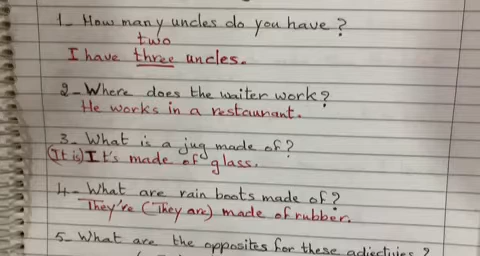 1- How many uncles do you have?
two
I have three uncles.
2- Where does the waiter work?
He works in a restaurant.
3- What is a jug made of?
(It is) It's made of glass.
4- What are rain boots made of?
They're (They are) made of rubber.
5- What are the opposites for these adjectives?